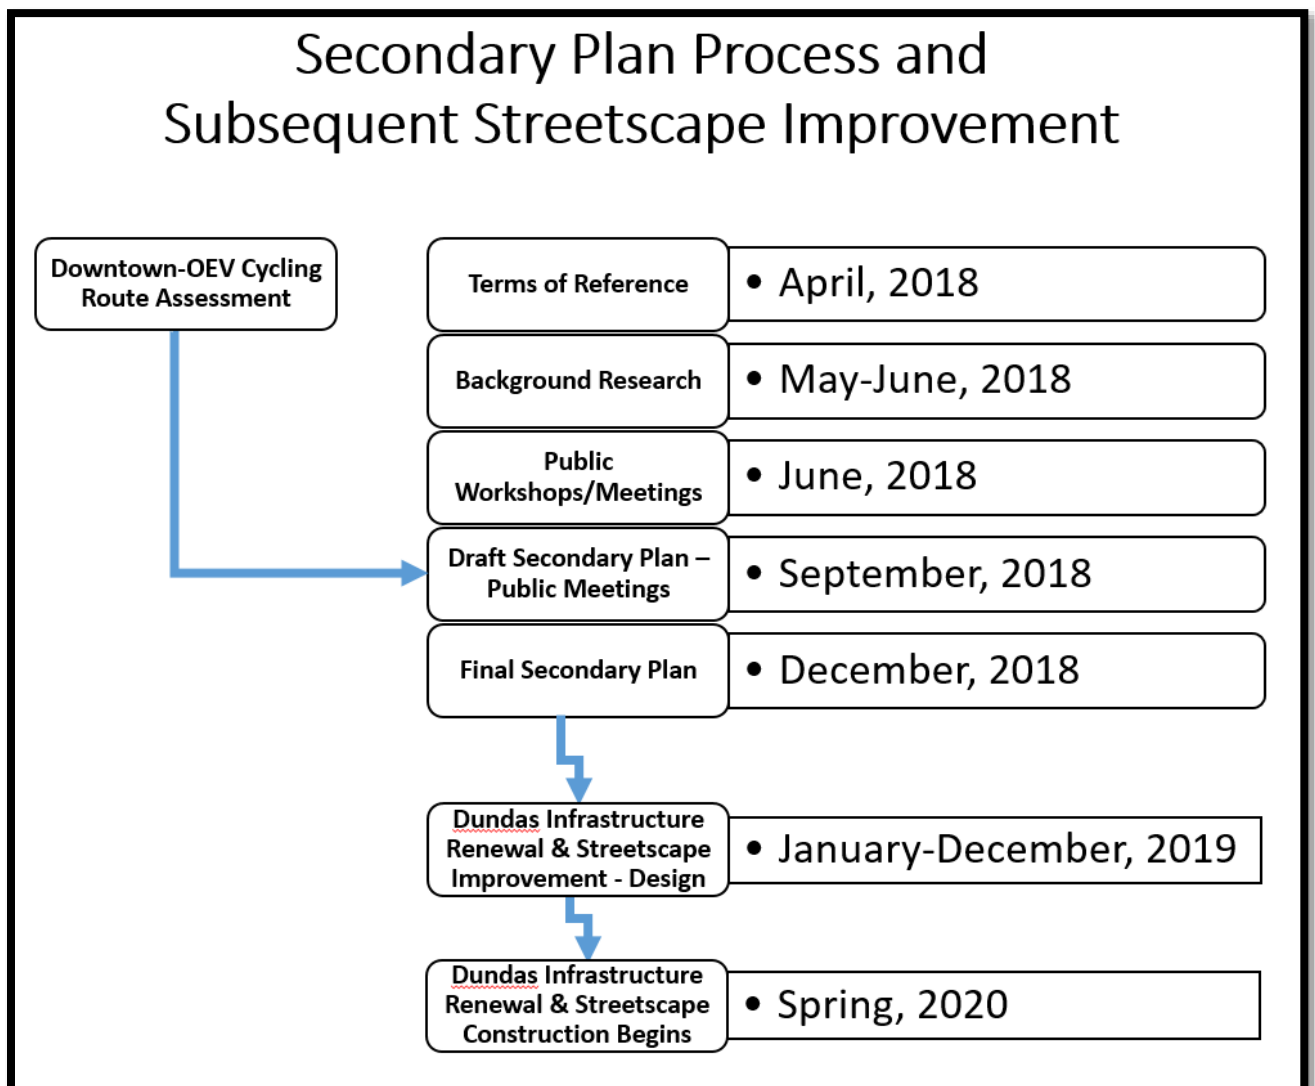 Secondary Plan Process and
Subsequent Streetscape Improvement
Downtown-OEV Cycling
Route Assessment
Terms of Reference
• April, 2018
Background Research
• May-June, 2018
Public
Workshops/Meetings
• June, 2018
Draft Secondary Plan –
Public Meetings
• September, 2018
Final Secondary Plan
• December, 2018
Dundas Infrastructure
Renewal & Streetscape
Improvement - Design
• January-December, 2019
Dundas Infrastructure
Renewal & Streetscape
Construction Begins
• Spring, 2020